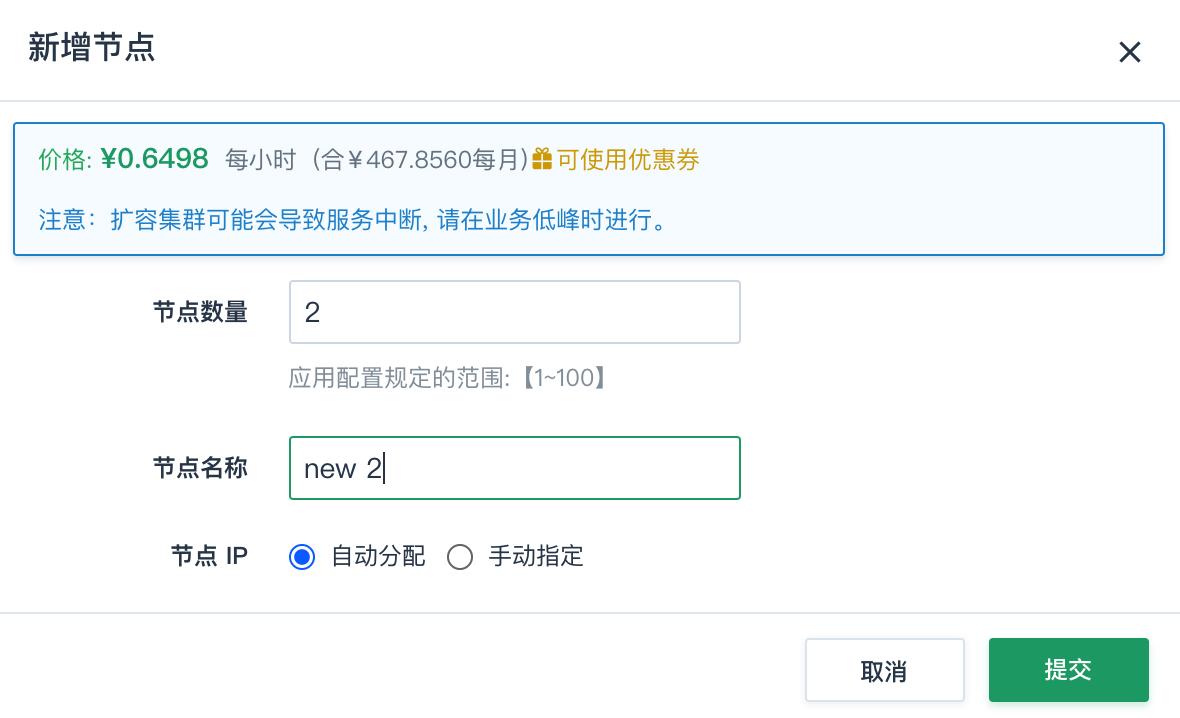 新增节点
价格: ¥0.6498 每小时（合￥467.8560每月)可使用优惠券
注意：扩容集群可能会导致服务中断, 请在业务低峰时进行。
节点数量 2
应用配置规定的范围:【1~100】
节点名称 new 2
节点 IP 自动分配 手动指定
取消 提交